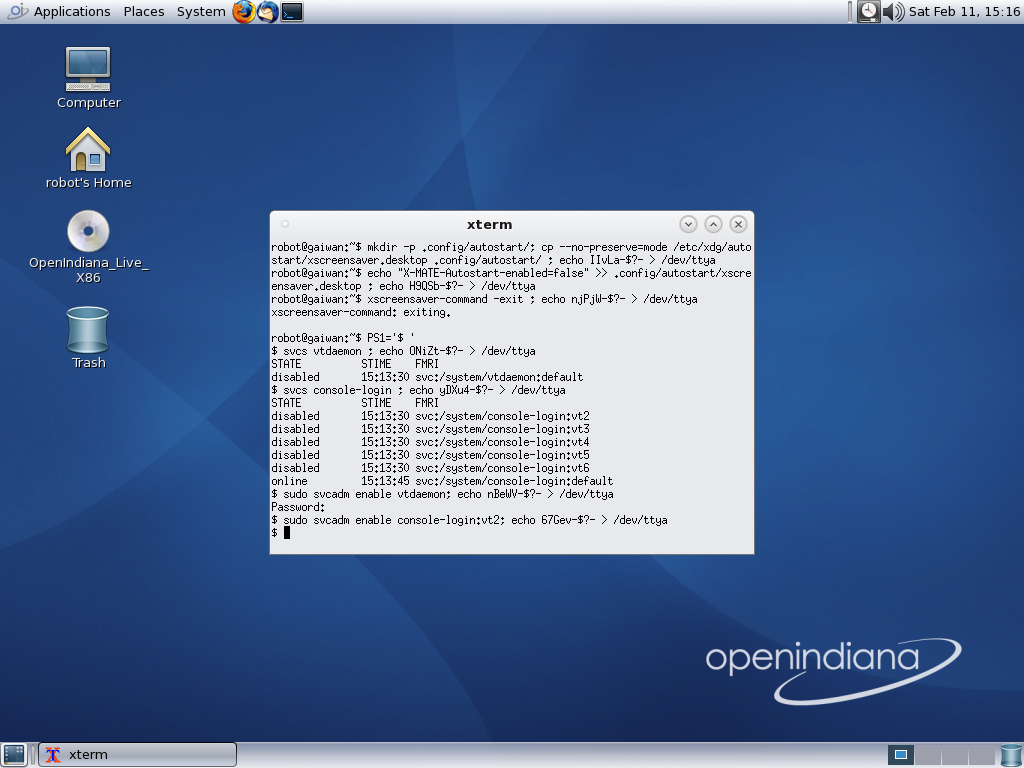 Applications Places System Sat Feb 11, 15:16
Computer
robot's Home
OpenIndiana_Live_
X86
Trash
xterm
robot@gaiwan:~$ mkdir -p .config/autostart/; cp --no-preserve=mode /etc/xdg/auto
start/xscreensaver.desktop .config/autostart/ ; echo IIvLa-$?- > /dev/ttya
robot@gaiwan:~$ echo "X-MATE-Autostart-enabled=false" >> .config/autostart/xscre
ensaver.desktop ; echo H9QSb-$?- > /dev/ttya
robot@gaiwan:~$ xscreensaver-command -exit ; echo njPjW-$?- > /dev/ttya
xscreensaver-command: exiting.
robot@gaiwan:~$ PS1='$ '
$ svcs vtdaemon ; echo ONiZt-$?- > /dev/ttya
STATE STIME FMRI
disabled 15:13:30 svc:/system/vtdaemon:default
$ svcs console-login ; echo yDXu4-$?- > /dev/ttya
STATE STIME FMRI
disabled 15:13:30 svc:/system/console-login:vt2
disabled 15:13:30 svc:/system/console-login:vt3
disabled 15:13:30 svc:/system/console-login:vt4
disabled 15:13:30 svc:/system/console-login:vt5
disabled 15:13:30 svc:/system/console-login:vt6
online 15:13:45 svc:/system/console-login:default
$ sudo svcadm enable vtdaemon; echo nBeWV-$?- > /dev/ttya
Password:
$ sudo svcadm enable console-login:vt2; echo 67Gev-$?- > /dev/ttya
$
openindiana
xterm